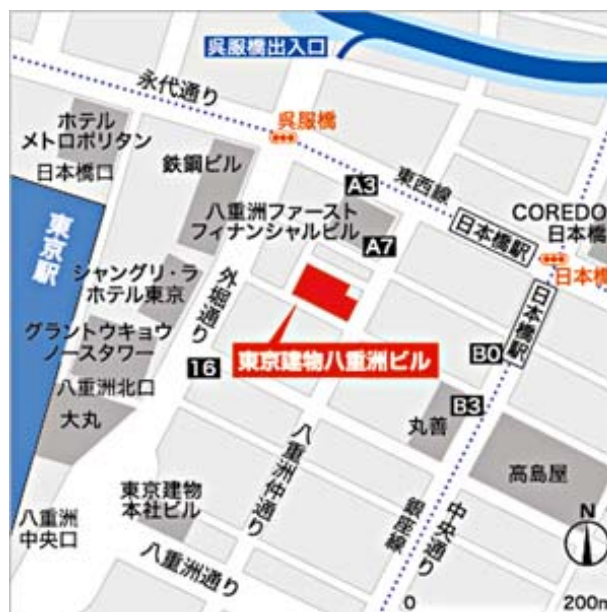 呉服橋出入口
永代通り
呉服橋
ホテル
メトロポリタン
日本橋口
鉄鋼ビル
A3
東西線
八重洲ファースト
フィナンシャルビル
A7
日本橋駅
COREDO
日本橋
日本橋
東京駅
シャングリ・ラ
ホテル東京
外堀通り
日本橋駅
グラントウキョウ
ノースタワー
16
東京建物八重洲ビル
B0
八重洲北口
大丸
B3
丸善
高島屋
八重洲仲通り
銀座線
中央通り
東京建物
本社ビル
八重洲
中央口
八重洲通り
N
0
200m